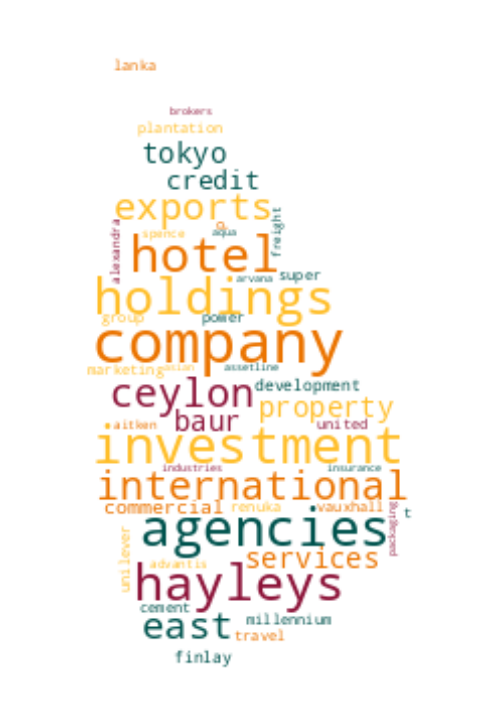 lanka
brokers
plantation
tokyo
credit
exports
alexandra
spence
&
aqua
freight
hotel
arvana
super
holdings
group
power
company
marketing
asian
assetline
ceylon
development
baur
property
aitken
united
investment
industries
insurance
international
commercial
renuka
vauxhall
t
agencies
packaging
unilever
services
advantis
hayleys
cement
east
millennium
travel
finlay